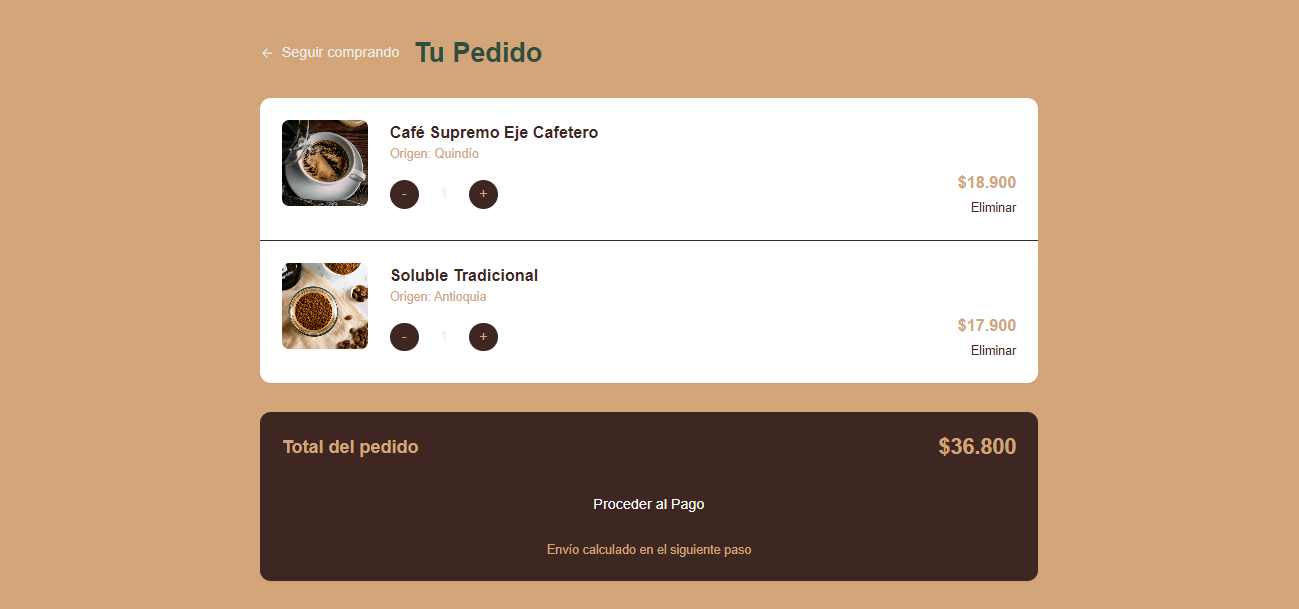 ← Seguir comprando Tu Pedido
Café Supremo Eje Cafetero
Origen: Quindío
- 1 +
$18.900
Eliminar
Soluble Tradicional
Origen: Antioquia
- 1 +
$17.900
Eliminar
Total del pedido $36.800
Proceder al Pago
Envío calculado en el siguiente paso